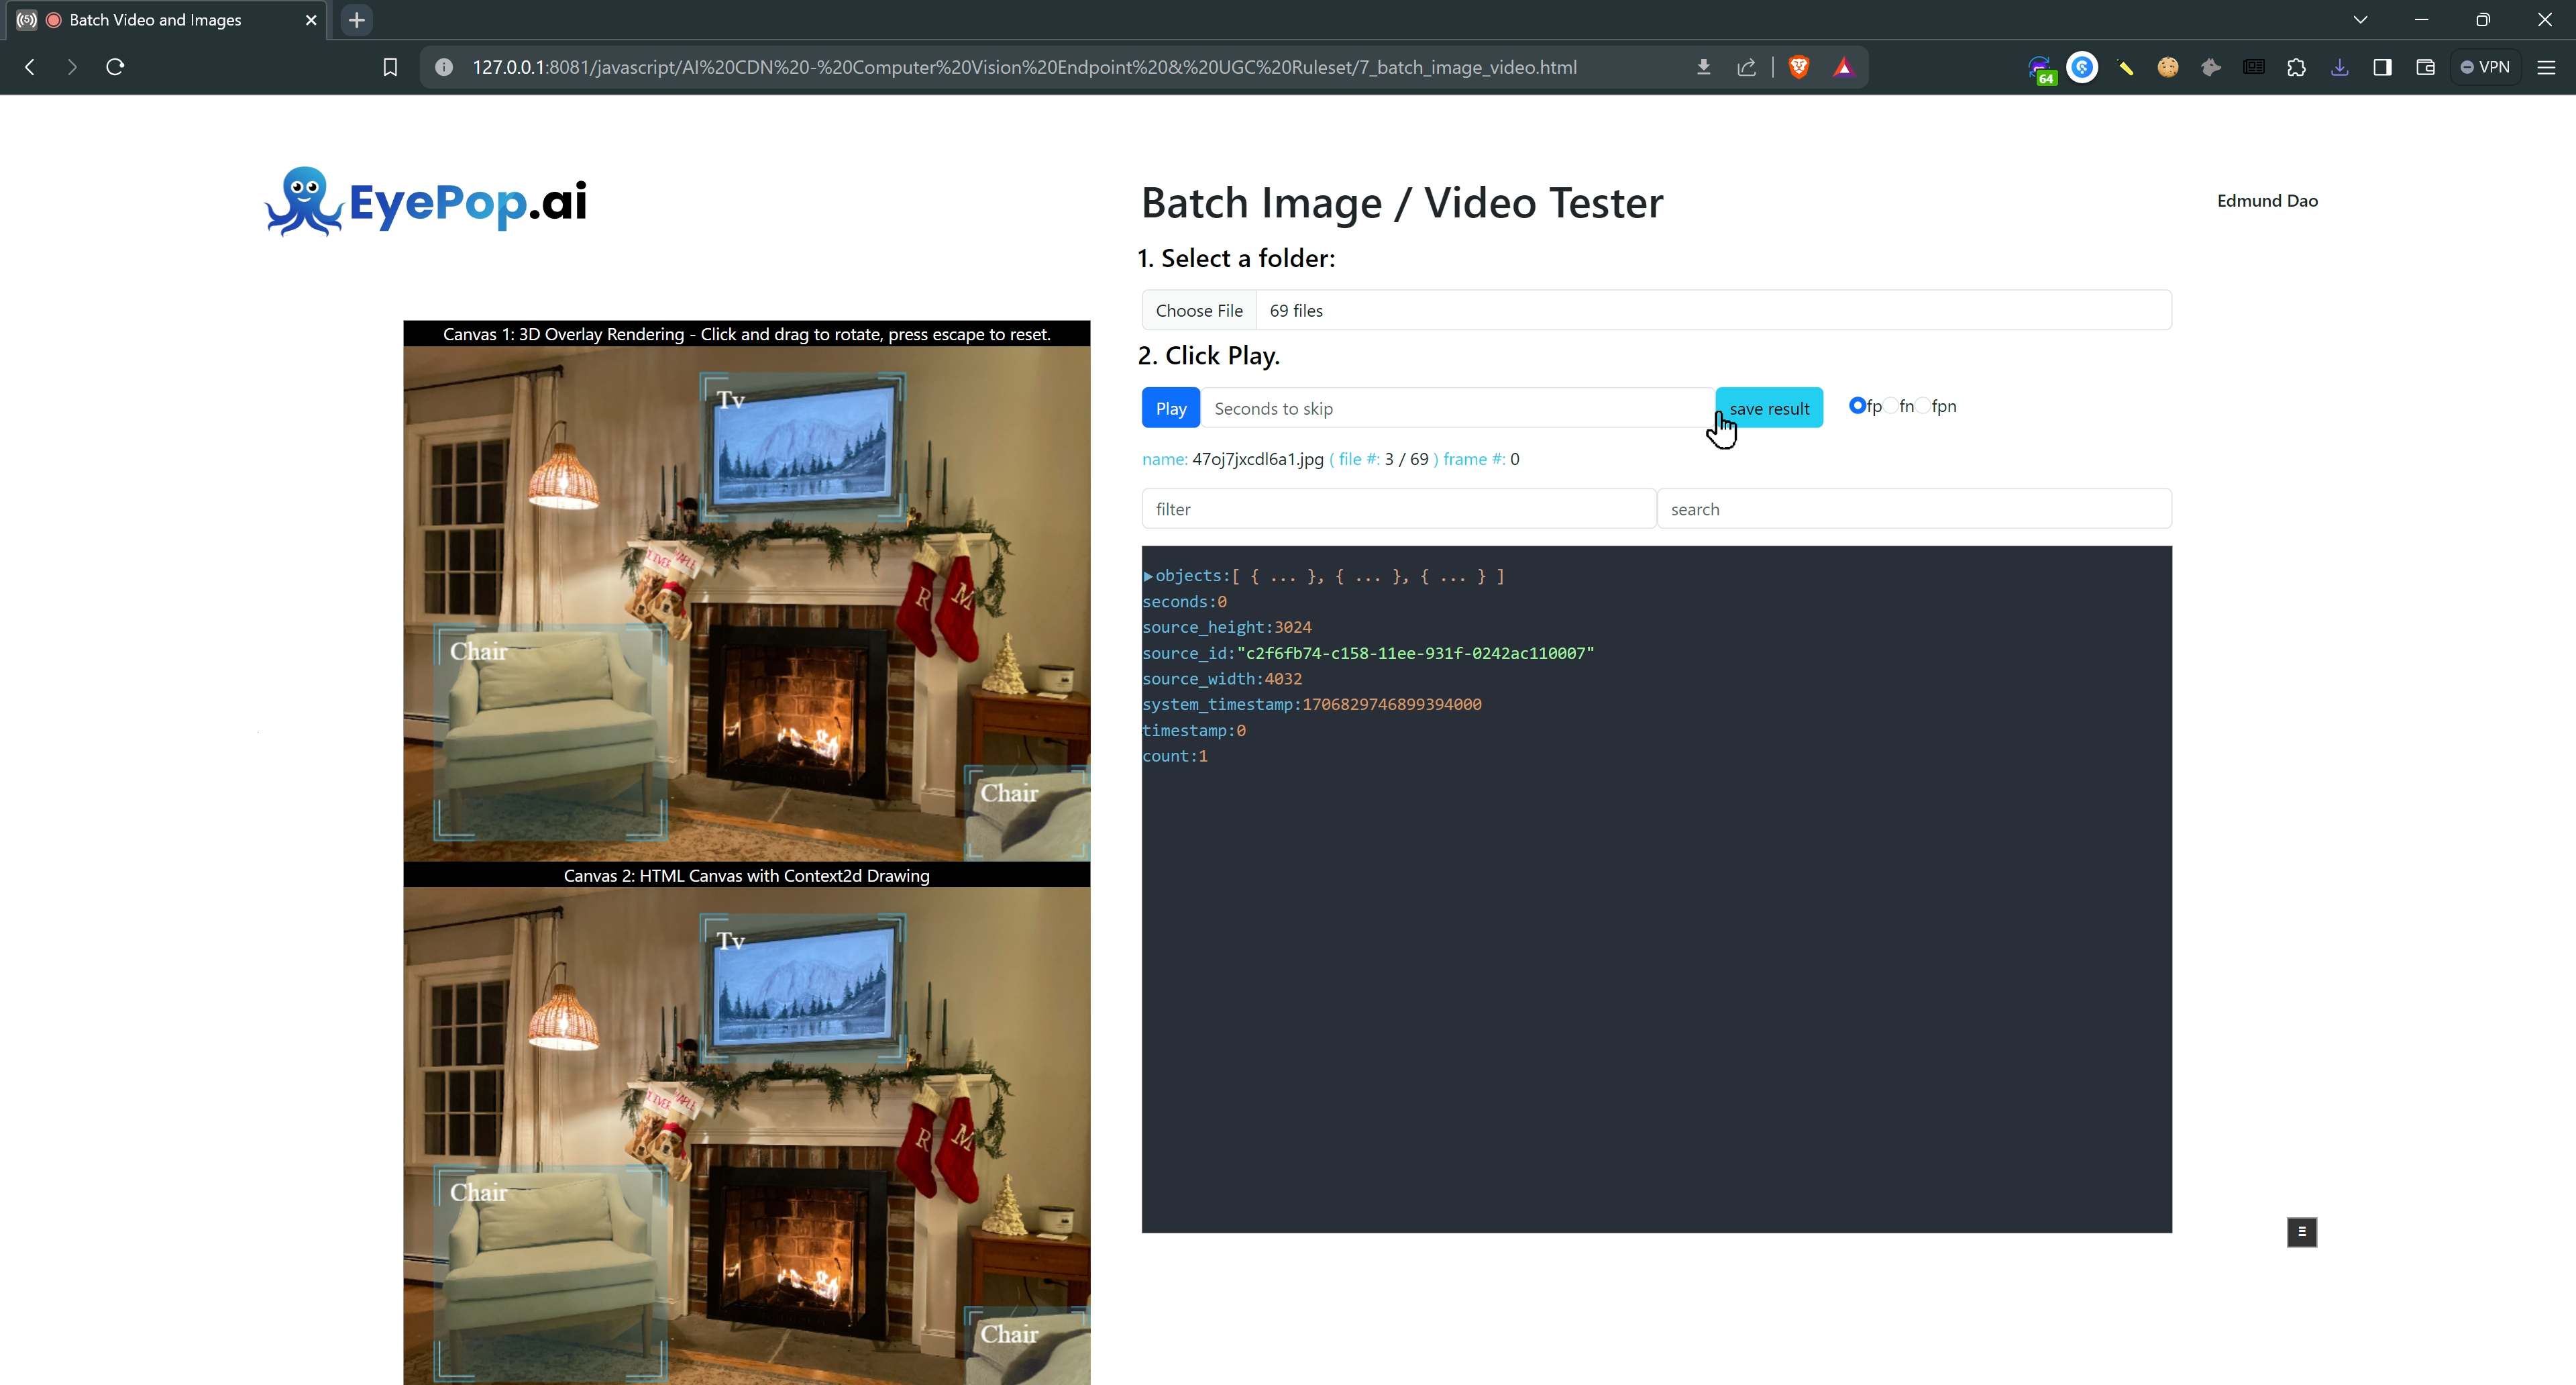 Batch Video and Images
127.0.0.1:8081/javascript/AI%20CDN%20-%20Computer%20Vision%20Endpoint%20&%20UGC%20Ruleset/7_batch_image_video.html
64
VPN
EyePop.ai
Batch Image / Video Tester
Edmund Dao
1. Select a folder:
Choose File 69 files
2. Click Play.
Play Seconds to skip save result fp fn fpn
name: 47oj7jxcdl6a1.jpg ( file #: 3 / 69 ) frame #: 0
filter search
▶objects:[ { ... }, { ... }, { ... } ]
seconds:0
source_height:3024
source_id:"c2f6fb74-c158-11ee-931f-0242ac110007"
source_width:4032
system_timestamp:1706829746899394000
timestamp:0
count:1
Canvas 1: 3D Overlay Rendering - Click and drag to rotate, press escape to reset.
Tv
R M
Chair
Chair
Canvas 2: HTML Canvas with Context2d Drawing
Tv
R M
Chair
Chair